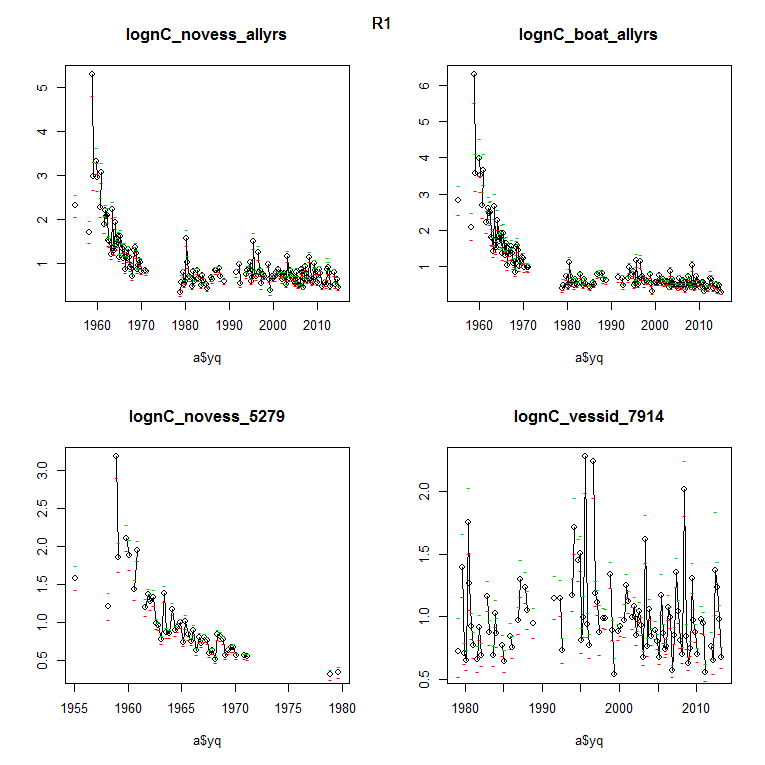 R1
lognC_novess_allyrs
5
4
3
2
1
1960 1970 1980 1990 2000 2010
a$yq
lognC_boat_allyrs
6
5
4
3
2
1
1960 1970 1980 1990 2000 2010
a$yq
lognC_novess_5279
3.0
2.5
2.0
1.5
1.0
0.5
1955 1960 1965 1970 1975 1980
a$yq
lognC_vessid_7914
2.0
1.5
1.0
0.5
1980 1990 2000 2010
a$yq